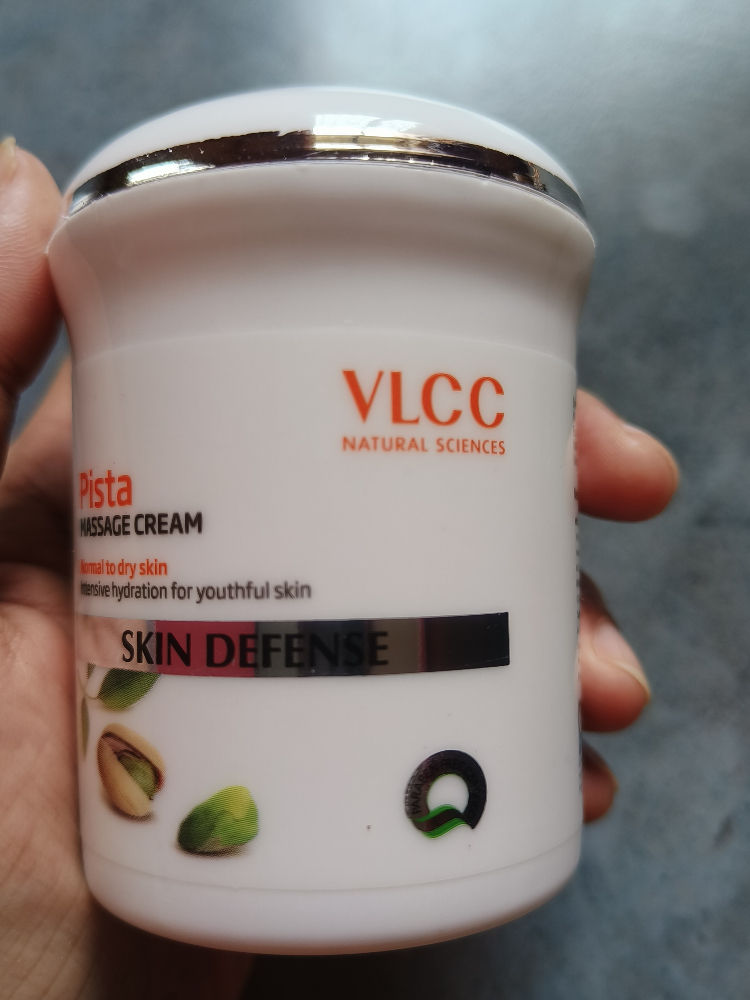 VLCC
NATURAL SCIENCES
Pista
MASSAGE CREAM
Normal to dry skin
Intensive hydration for youthful skin
SKIN DEFENSE